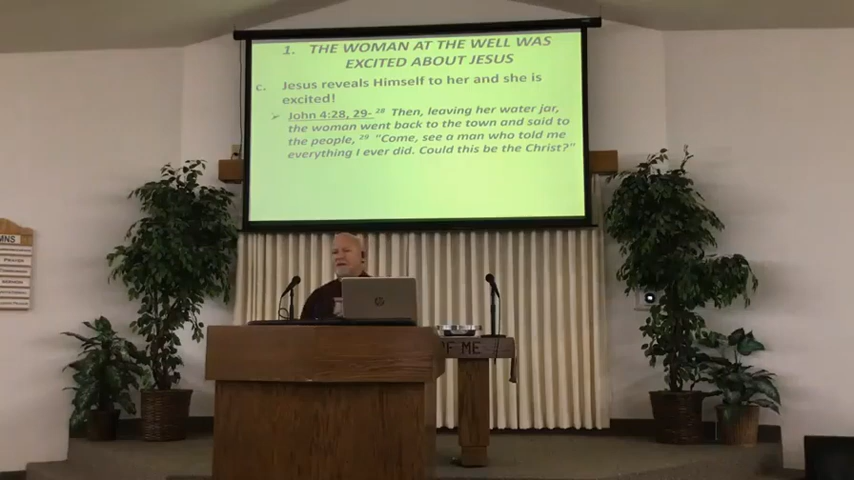 1. THE WOMAN AT THE WELL WAS
EXCITED ABOUT JESUS
c. Jesus reveals Himself to her and she is
excited!
➢ John 4:28, 29- 28 Then, leaving her water jar,
the woman went back to the town and said to
the people, 29 "Come, see a man who told me
everything I ever did. Could this be the Christ?"
hp
OF ME
MNS
PRAYER